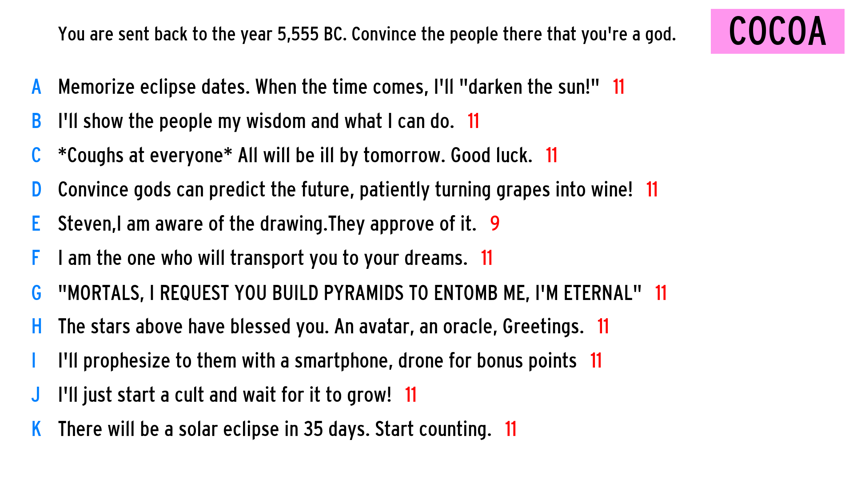 You are sent back to the year 5,555 BC. Convince the people there that you're a god.
COCOA
A Memorize eclipse dates. When the time comes, I'll "darken the sun!" 11
B I'll show the people my wisdom and what I can do. 11
C *Coughs at everyone* All will be ill by tomorrow. Good luck. 11
D Convince gods can predict the future, patiently turning grapes into wine! 11
E Steven,I am aware of the drawing.They approve of it. 9
F I am the one who will transport you to your dreams. 11
G "MORTALS, I REQUEST YOU BUILD PYRAMIDS TO ENTOMB ME, I'M ETERNAL" 11
H The stars above have blessed you. An avatar, an oracle, Greetings. 11
I I'll prophesize to them with a smartphone, drone for bonus points 11
J I'll just start a cult and wait for it to grow! 11
K There will be a solar eclipse in 35 days. Start counting. 11